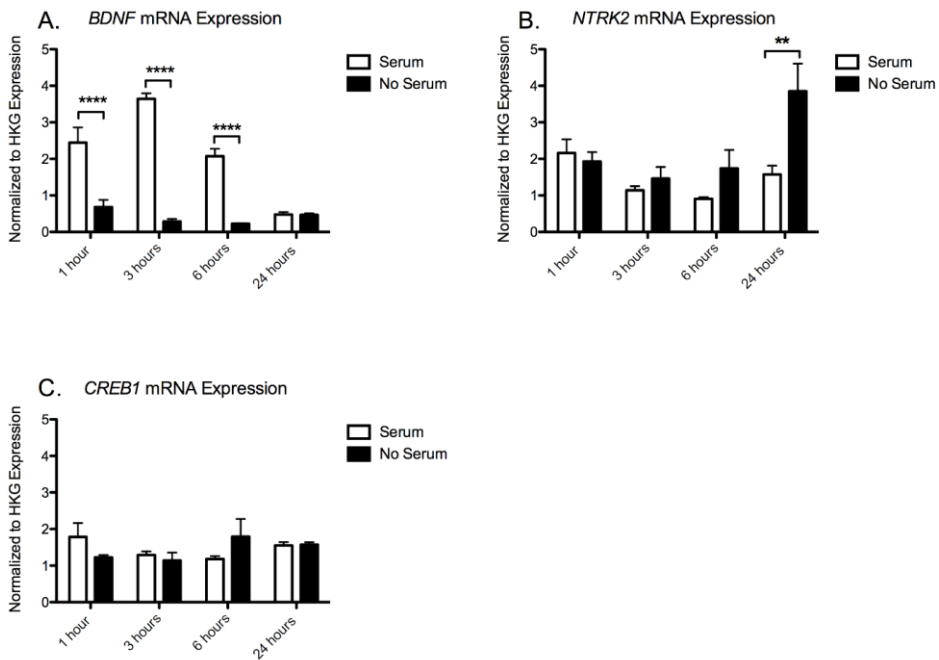 A. BDNF mRNA Expression
Normalized to HKG Expression
5
4
3
2
1
0
****
****
****
Serum
No Serum
1 hour
3 hours
6 hours
24 hours
B. NTRK2 mRNA Expression
Normalized to HKG Expression
5
4
3
2
1
0
**
Serum
No Serum
1 hour
3 hours
6 hours
24 hours
C. CREB1 mRNA Expression
Normalized to HKG Expression
5
4
3
2
1
0
Serum
No Serum
1 hour
3 hours
6 hours
24 hours